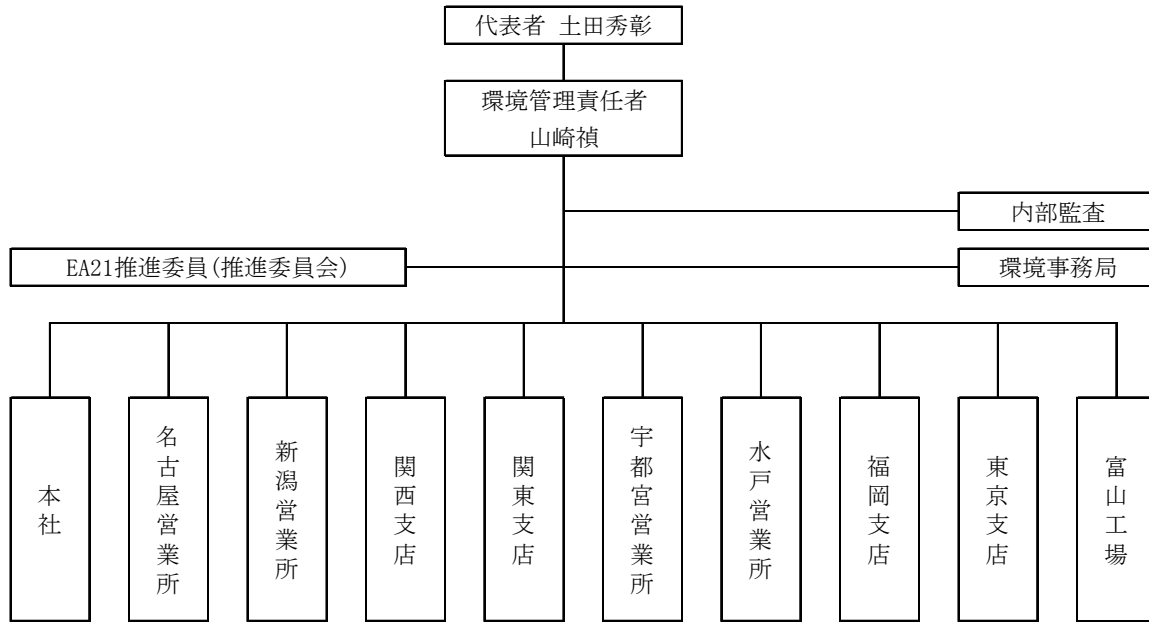 代表者 土田秀彰
環境管理責任者
山崎禎
内部監査
EA21推進委員(推進委員会)
環境事務局
本社
名古屋営業所
新潟営業所
関西支店
関東支店
宇都宮営業所
水戸営業所
福岡支店
東京支店
富山工場